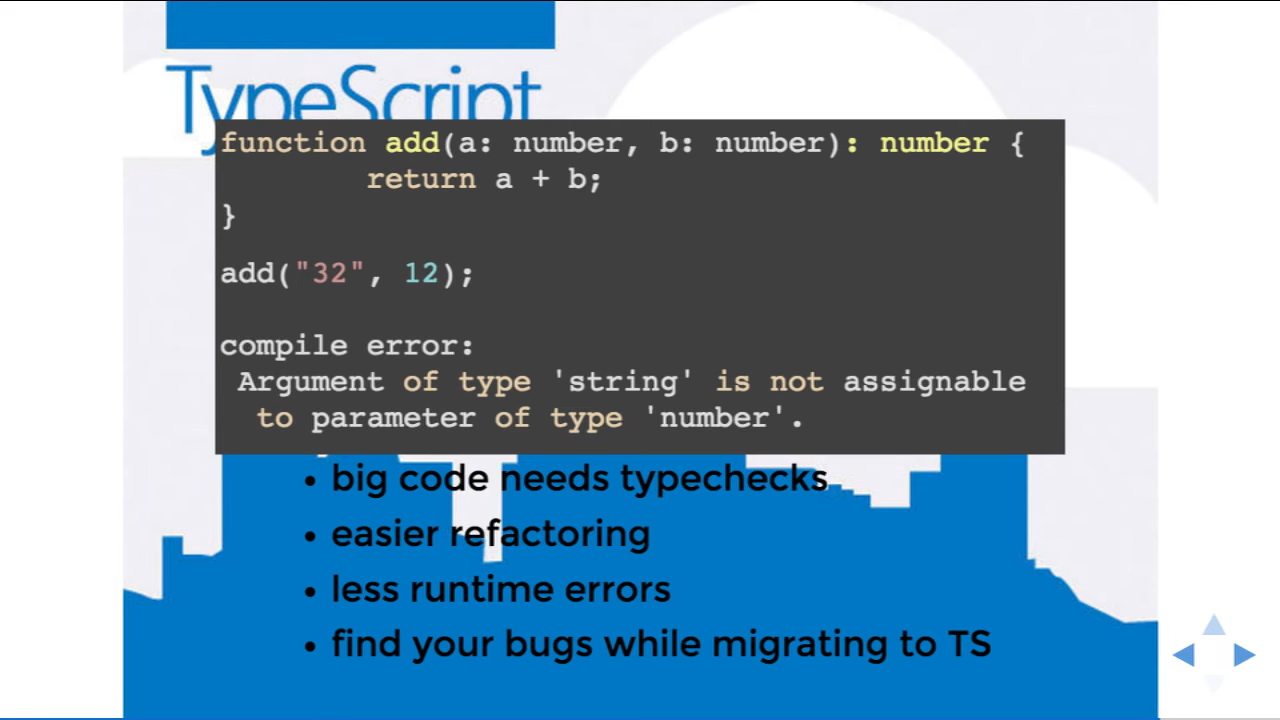 TypeScript
function add(a: number, b: number): number {
return a + b;
}
add("32", 12);
compile error:
Argument of type 'string' is not assignable
to parameter of type 'number'.
• big code needs typechecks
• easier refactoring
• less runtime errors
• find your bugs while migrating to TS